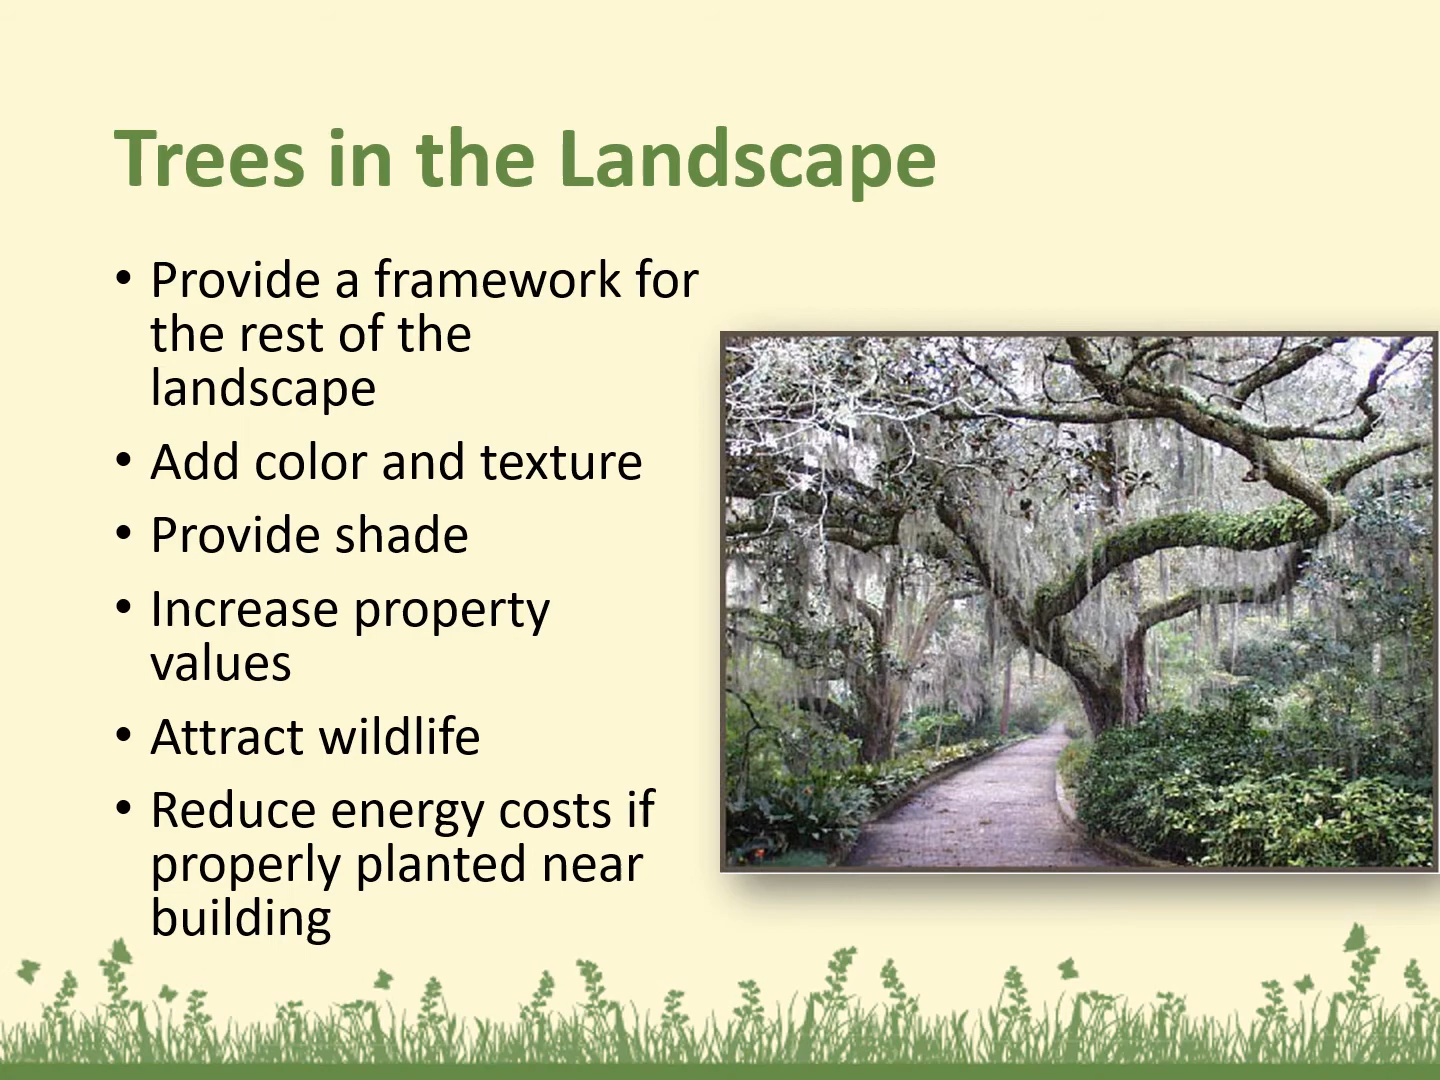 Trees in the Landscape
• Provide a framework for
the rest of the
landscape
• Add color and texture
• Provide shade
• Increase property
values
• Attract wildlife
• Reduce energy costs if
properly planted near
building